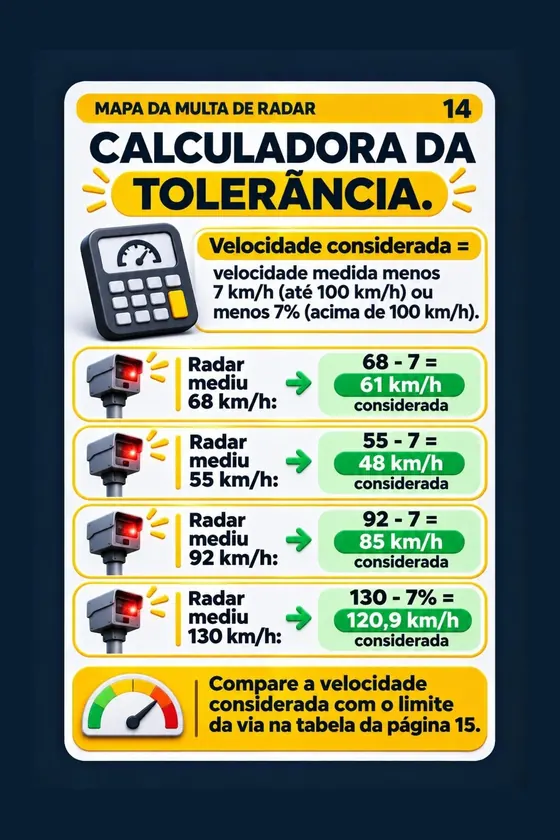 MAPA DA MULTA DE RADAR 14
CALCULADORA DA
TOLERÃNCIA.
Velocidade considerada =
velocidade medida menos
7 km/h (até 100 km/h) ou
menos 7% (acima de 100 km/h).
Radar
mediu
68 km/h:
68 - 7 =
61 km/h
considerada
Radar
mediu
55 km/h:
55 - 7 =
48 km/h
considerada
Radar
mediu
92 km/h:
92 - 7 =
85 km/h
considerada
Radar
mediu
130 km/h:
130 - 7% =
120,9 km/h
considerada
Compare a velocidade
considerada com o limite
da via na tabela da página 15.